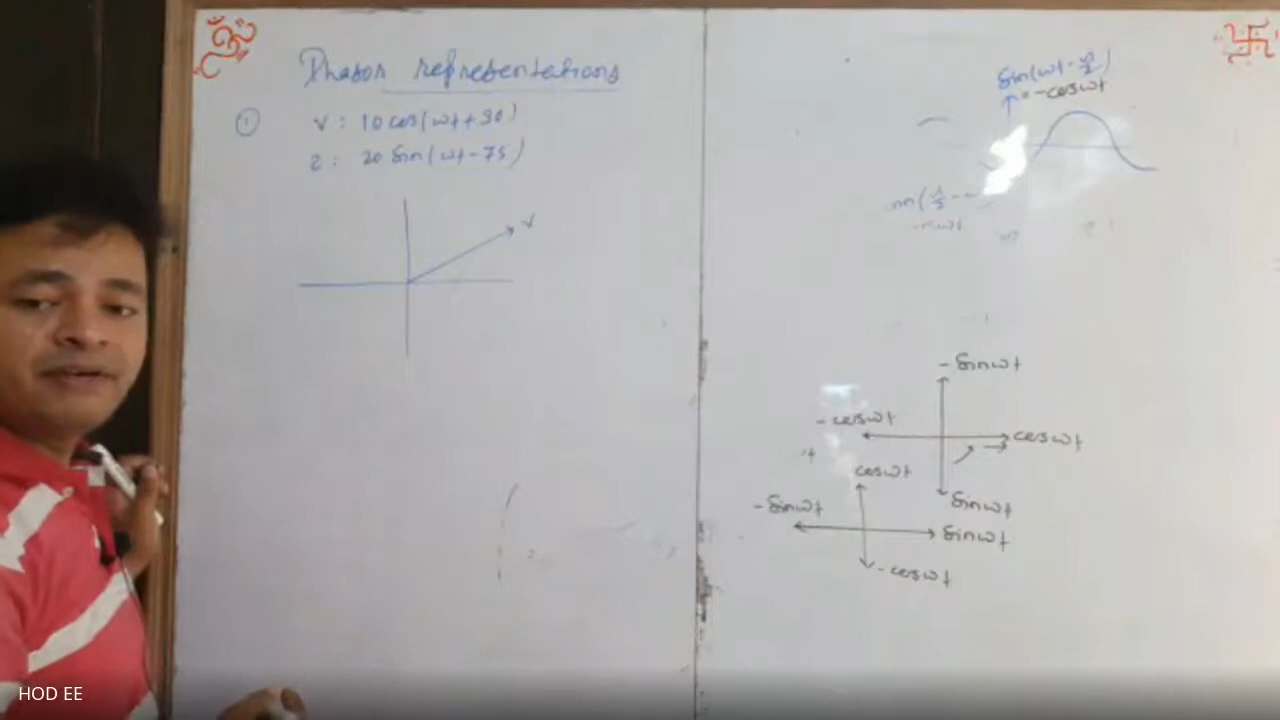 Phasor representations
① V : 10 cos(ωt+30)
2 : 20 Sin(ωt-75)
V
Sin(ωt-π/2)
= -cosωt
-Sinωt
-cosωt
cosωt
Sinωt
cosωt
-Sinωt
Sinωt
-cosωt
HOD EE